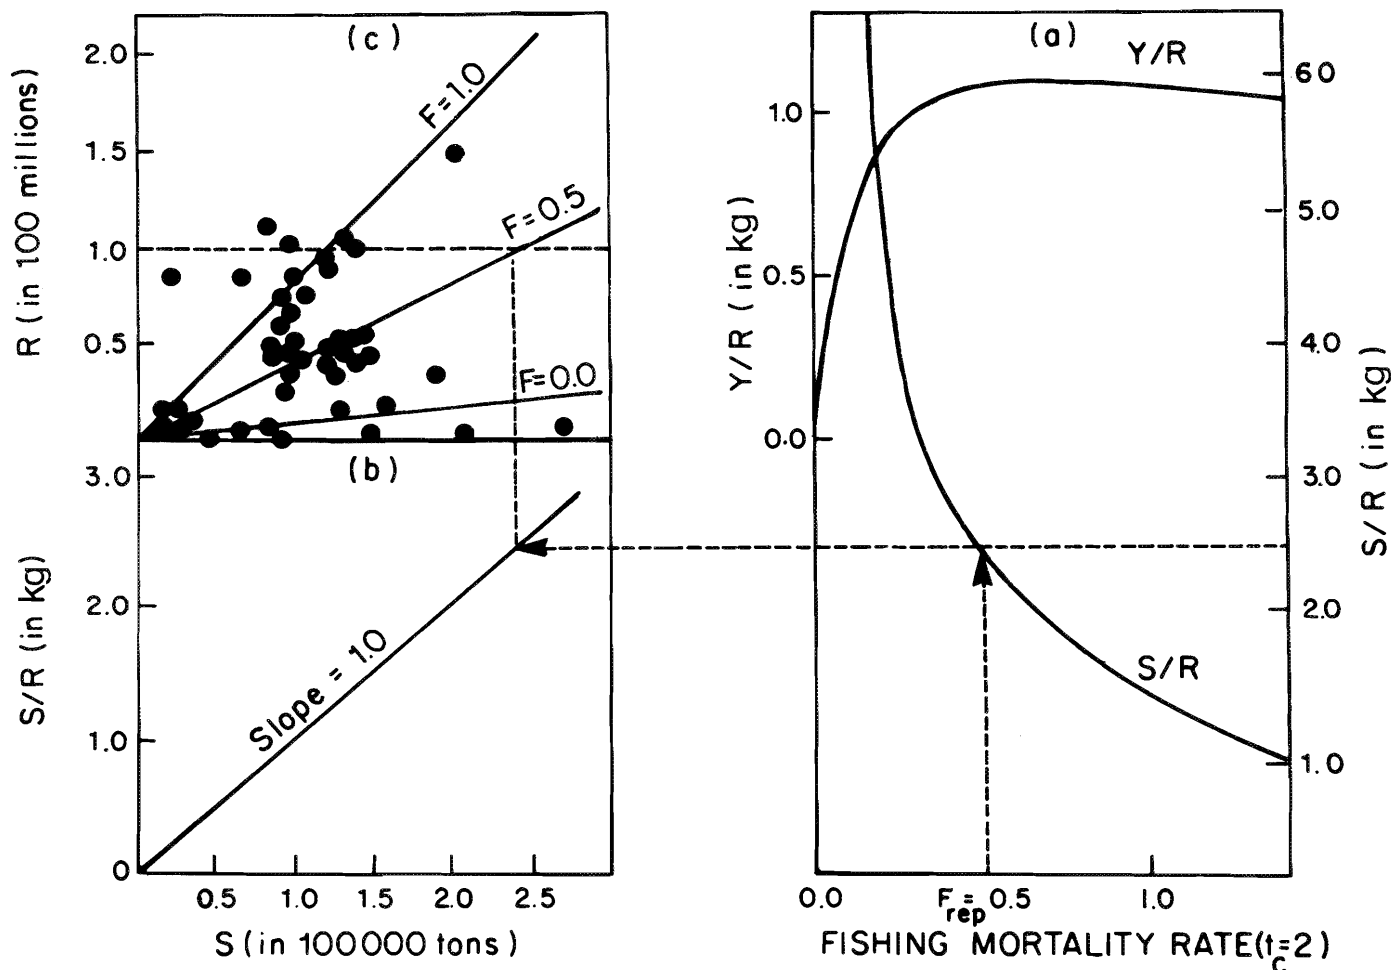 (c)
2.0
1.5
1.0
0.5
R (in 100 millions)
F=1.0
F=0.5
F=0.0
(b)
3.0
2.0
1.0
0
S/R (in kg)
Slope = 1.0
0.5 1.0 1.5 2.0 2.5
S (in 100000 tons)
(a)
Y/R
1.0
0.5
0.0
Y/R (in kg)
60
5.0
4.0
3.0
2.0
1.0
S/R (in kg)
S/R
0.0 Frep= 0.5 1.0
FISHING MORTALITY RATE(tc=2)